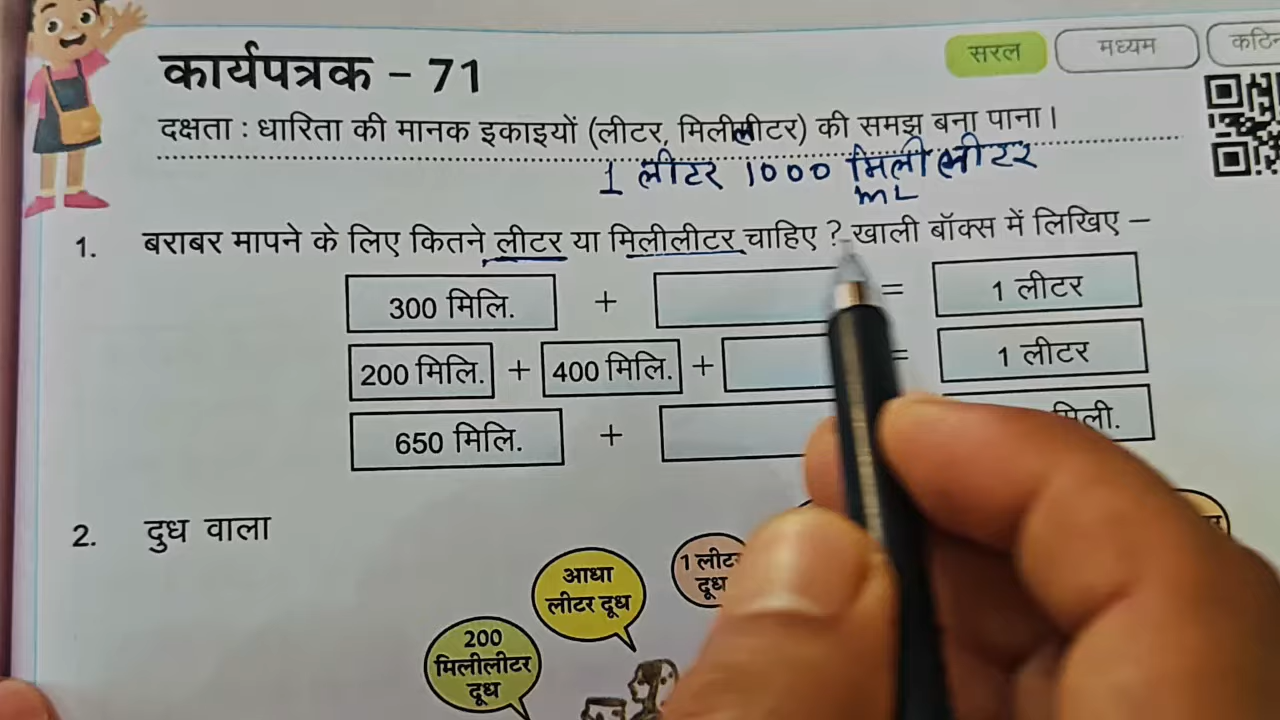 सरल मध्यम कठिन
कार्यपत्रक – 71
दक्षता : धारिता की मानक इकाइयों (लीटर, मिलीलीटर) की समझ बना पाना।
1 लीटर 1000 मिलीलीटर
mL
1. बराबर मापने के लिए कितने लीटर या मिलीलीटर चाहिए ? खाली बॉक्स में लिखिए –
300 मिलि. + = 1 लीटर
200 मिलि. + 400 मिलि. + = 1 लीटर
650 मिलि. + मिली.
2. दुध वाला
आधा
लीटर दूध
1 लीटर
दूध
200
मिलीलीटर
दूध